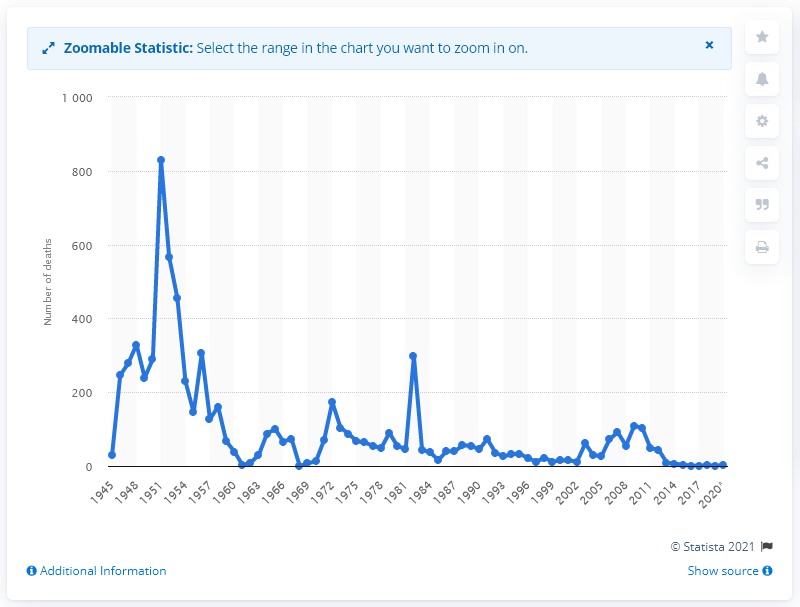 Zoomable Statistic: Select the range in the chart you want to zoom in on.
1 000
800
600
400
200
0
Number of deaths
1945 1948 1951 1954 1957 1960 1963 1966 1969 1972 1975 1978 1981 1984 1987 1990 1993 1996 1999 2002 2005 2008 2011 2014 2017 2020*
© Statista 2021
Additional Information
Show source